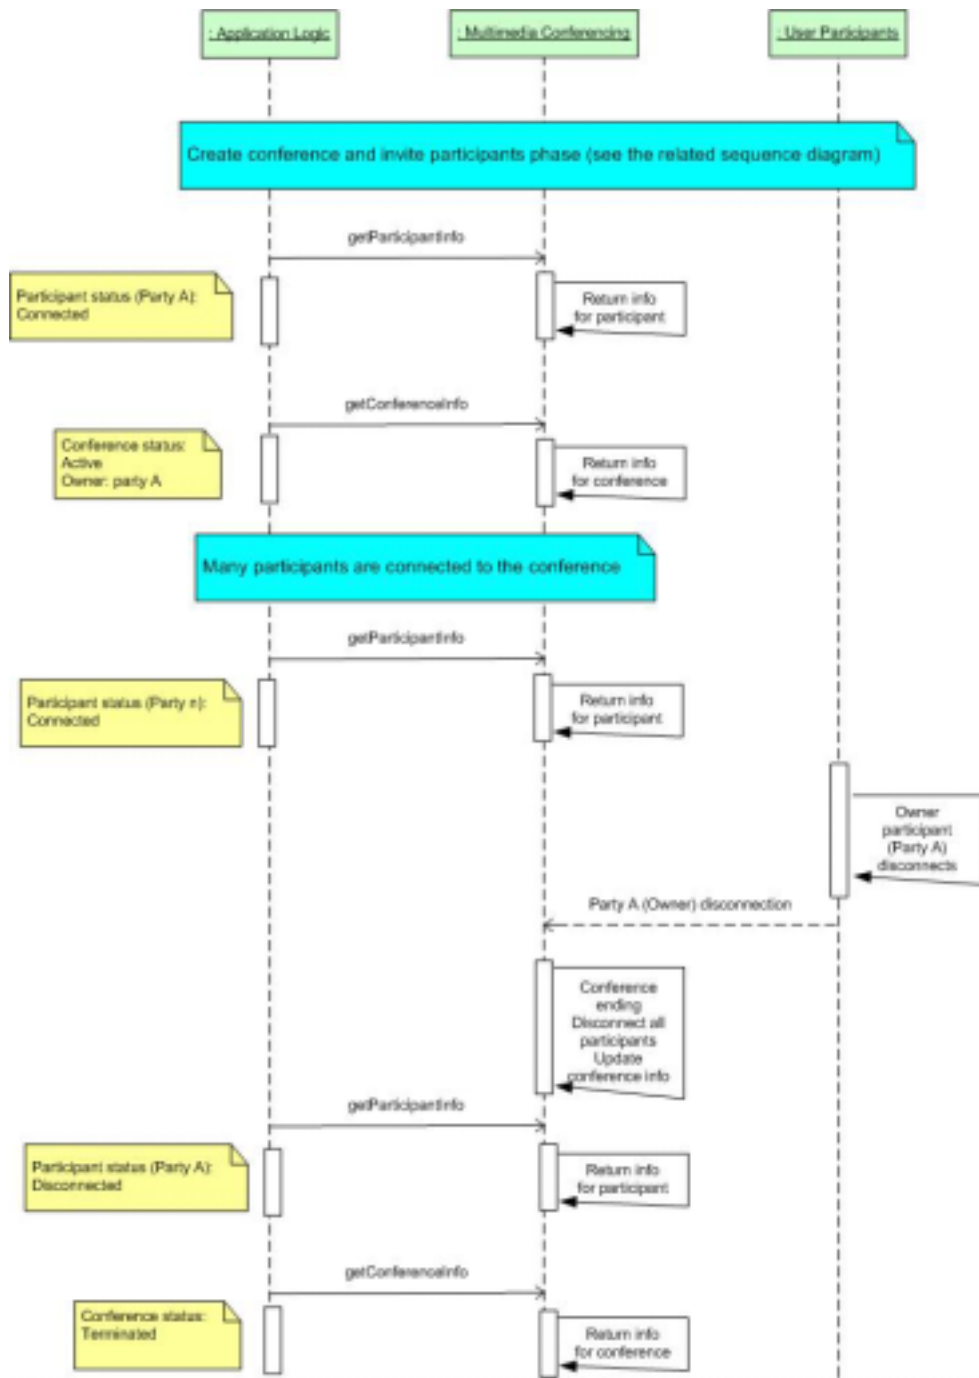 : Application Logic
: Multimedia Conferencing
: User Participants
Create conference and invite participants phase (see the related sequence diagram)
getParticipantInfo
Participant status (Party A):
Connected
Return info
for participant
getConferenceInfo
Conference status:
Active
Owner: party A
Return info
for conference
Many participants are connected to the conference
getParticipantInfo
Participant status (Party n):
Connected
Return info
for participant
Owner
participant
(Party A)
disconnects
Party A (Owner) disconnection
Conference
ending
Disconnect all
participants
Update
conference info
getParticipantInfo
Participant status (Party A):
Disconnected
Return info
for participant
getConferenceInfo
Conference status:
Terminated
Return info
for conference